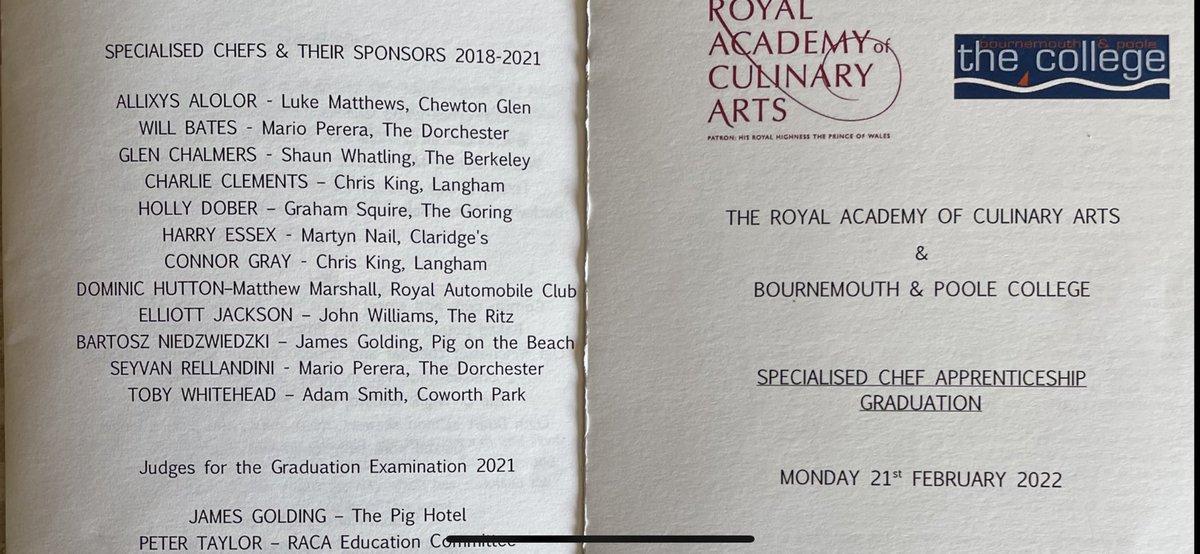 SPECIALISED CHEFS & THEIR SPONSORS 2018-2021
ALLIXYS ALOLOR - Luke Matthews, Chewton Glen
WILL BATES - Mario Perera, The Dorchester
GLEN CHALMERS - Shaun Whatling, The Berkeley
CHARLIE CLEMENTS – Chris King, Langham
HOLLY DOBER – Graham Squire, The Goring
HARRY ESSEX - Martyn Nail, Claridge's
CONNOR GRAY - Chris King, Langham
DOMINIC HUTTON–Matthew Marshall, Royal Automobile Club
ELLIOTT JACKSON – John Williams, The Ritz
BARTOSZ NIEDZWIEDZKI – James Golding, Pig on the Beach
SEYVAN RELLANDINI - Mario Perera, The Dorchester
TOBY WHITEHEAD – Adam Smith, Coworth Park
Judges for the Graduation Examination 2021
JAMES GOLDING – The Pig Hotel
PETER TAYLOR – RACA Education Committee
ROYAL
ACADEMY of
CULINARY
ARTS
PATRON: HIS ROYAL HIGHNESS THE PRINCE OF WALES
bournemouth & poole
the college
THE ROYAL ACADEMY OF CULINARY ARTS
&
BOURNEMOUTH & POOLE COLLEGE
SPECIALISED CHEF APPRENTICESHIP
GRADUATION
MONDAY 21st FEBRUARY 2022